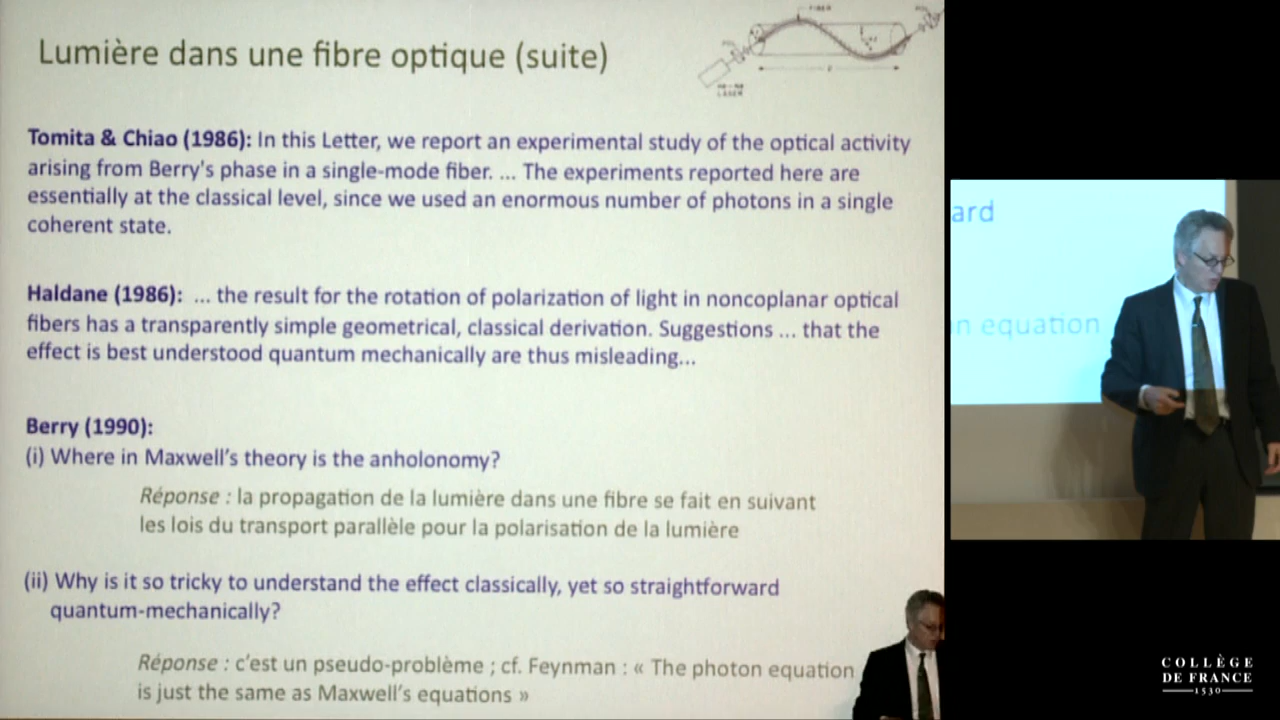 Lumière dans une fibre optique (suite)
FIBER
LASER
Tomita & Chiao (1986): In this Letter, we report an experimental study of the optical activity
arising from Berry's phase in a single-mode fiber. ... The experiments reported here are
essentially at the classical level, since we used an enormous number of photons in a single
coherent state.
Haldane (1986): ... the result for the rotation of polarization of light in noncoplanar optical
fibers has a transparently simple geometrical, classical derivation. Suggestions ... that the
effect is best understood quantum mechanically are thus misleading...
Berry (1990):
(i) Where in Maxwell's theory is the anholonomy?
Réponse : la propagation de la lumière dans une fibre se fait en suivant
les lois du transport parallèle pour la polarisation de la lumière
(ii) Why is it so tricky to understand the effect classically, yet so straightforward
quantum-mechanically?
Réponse : c'est un pseudo-problème ; cf. Feynman : « The photon equation
is just the same as Maxwell's equations »
ard
n equation
COLLÈGE
DE FRANCE
1530